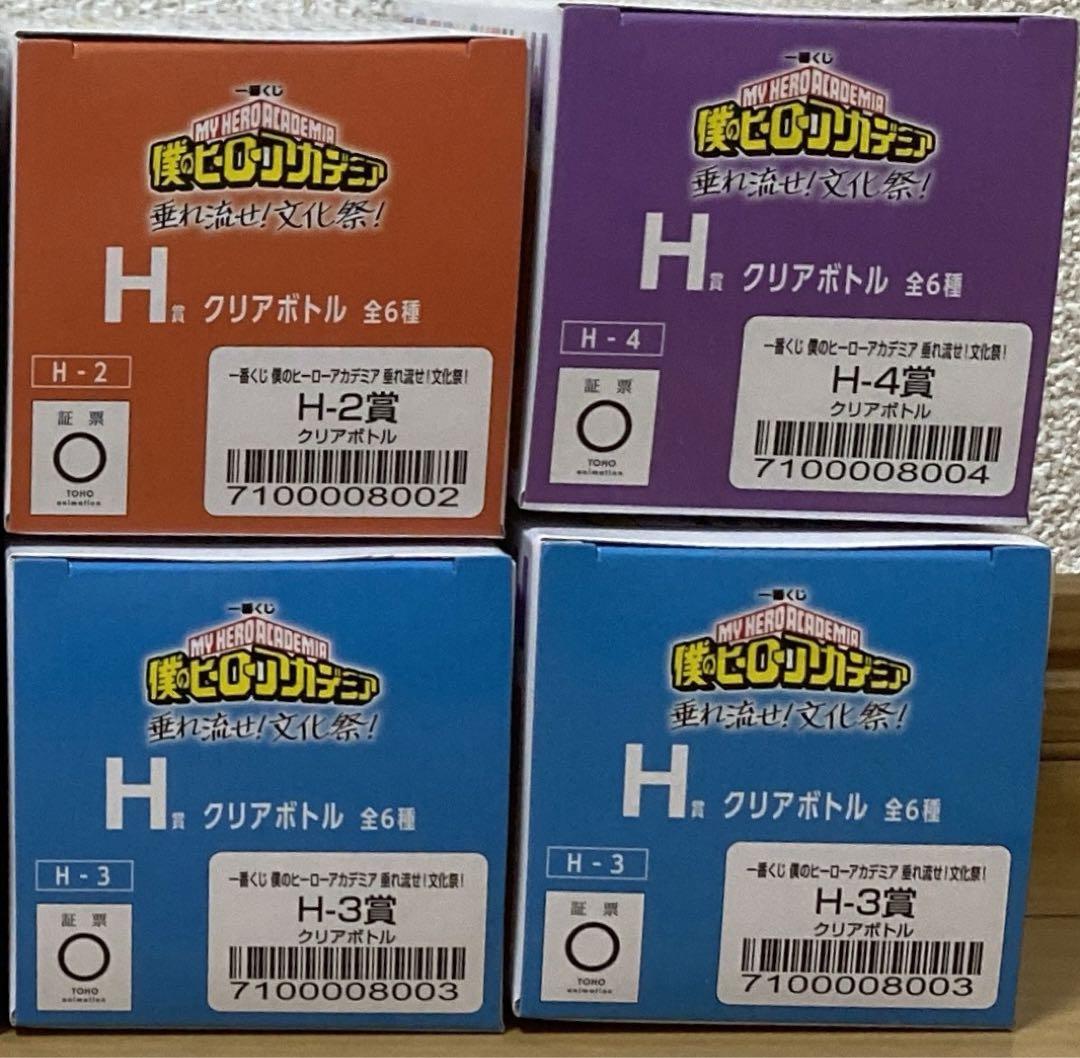 一番くじ
MY HERO ACADEMIA
僕のヒーローアカデミア
垂れ流せ!文化祭!
H賞 クリアボトル 全6種
H-2
証票
TOHO
animation
一番くじ 僕のヒーローアカデミア 垂れ流せ!文化祭!
H-2賞
クリアボトル
7100008002
一番くじ
MY HERO ACADEMIA
僕のヒーローアカデミア
垂れ流せ!文化祭!
H賞 クリアボトル 全6種
H-4
証票
TOHO
animation
一番くじ 僕のヒーローアカデミア 垂れ流せ!文化祭!
H-4賞
クリアボトル
7100008004
一番くじ
MY HERO ACADEMIA
僕のヒーローアカデミア
垂れ流せ!文化祭!
H賞 クリアボトル 全6種
H-3
証票
TOHO
animation
一番くじ 僕のヒーローアカデミア 垂れ流せ!文化祭!
H-3賞
クリアボトル
7100008003
一番くじ
MY HERO ACADEMIA
僕のヒーローアカデミア
垂れ流せ!文化祭!
H賞 クリアボトル 全6種
H-3
証票
TOHO
animation
一番くじ 僕のヒーローアカデミア 垂れ流せ!文化祭!
H-3賞
クリアボトル
7100008003